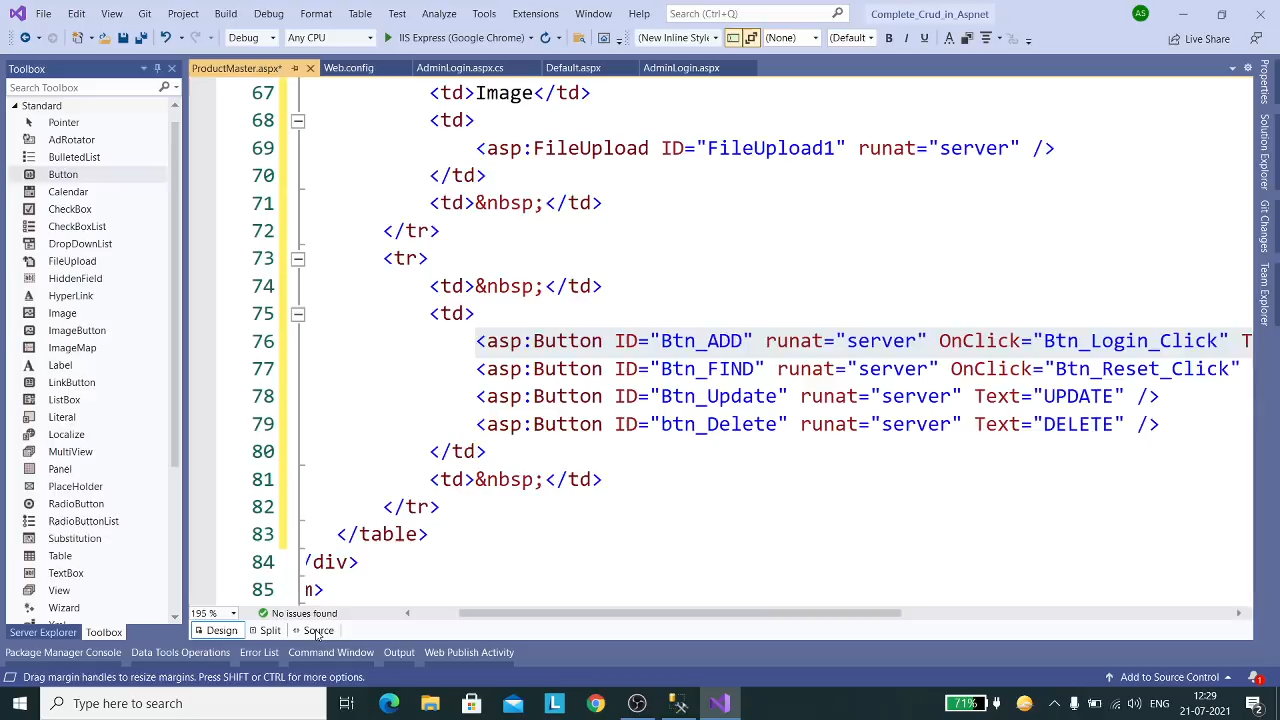 File Edit View Git Project Build Debug Format Table Test Analyze Tools Extensions Window Help Search (Ctrl+Q) Complete_Crud_in_Aspnet AS
Debug Any CPU IIS Express (Google Chrome) (New Inline Style (None) (Default B I U A Live Share
Toolbox
ProductMaster.aspx* Web.config AdminLogin.aspx.cs Default.aspx AdminLogin.aspx
Search Toolbox
Standard
Pointer
AdRotator
BulletedList
Button
Calendar
CheckBox
CheckBoxList
DropDownList
FileUpload
HiddenField
HyperLink
Image
ImageButton
ImageMap
Label
LinkButton
ListBox
Literal
Localize
MultiView
Panel
PlaceHolder
RadioButton
RadioButtonList
Substitution
Table
TextBox
View
Wizard
67 <td>Image</td>
68 <td>
69 <asp:FileUpload ID="FileUpload1" runat="server" />
70 </td>
71 <td>&nbsp;</td>
72 </tr>
73 <tr>
74 <td>&nbsp;</td>
75 <td>
76 <asp:Button ID="Btn_ADD" runat="server" OnClick="Btn_Login_Click" T
77 <asp:Button ID="Btn_FIND" runat="server" OnClick="Btn_Reset_Click"
78 <asp:Button ID="Btn_Update" runat="server" Text="UPDATE" />
79 <asp:Button ID="btn_Delete" runat="server" Text="DELETE" />
80 </td>
81 <td>&nbsp;</td>
82 </tr>
83 </table>
84 /div>
85 m>
Properties
Solution Explorer
Git Changes
Team Explorer
195 % No issues found
Server Explorer Toolbox
Design Split Source
Package Manager Console Data Tools Operations Error List Command Window Output Web Publish Activity
Drag margin handles to resize margins. Press SHIFT or CTRL for more options. Add to Source Control 1
Type here to search
71% ENG 12:29
21-07-2021 2